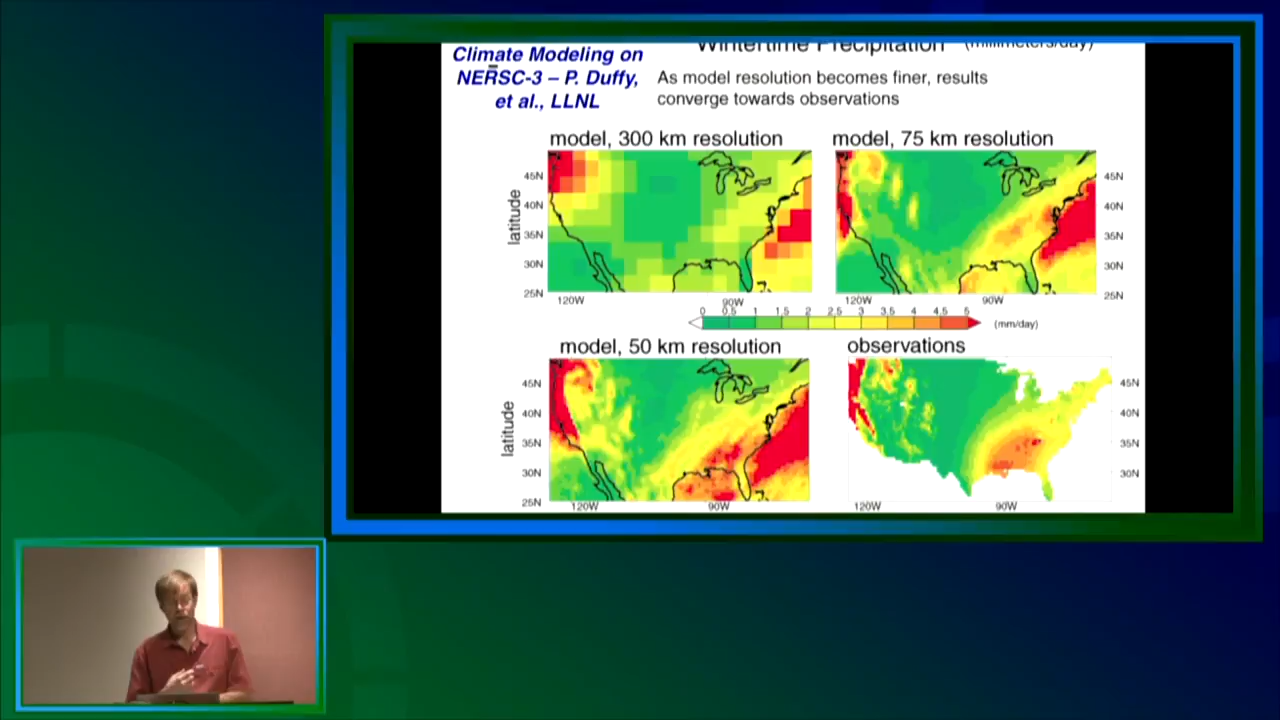 Climate Modeling on
NERSC-3 – P. Duffy,
et al., LLNL
Wintertime Precipitation (millimeters/day)
As model resolution becomes finer, results
converge towards observations
model, 300 km resolution
model, 75 km resolution
latitude
45N
40N
35N
30N
25N
120W
90W
45N
40N
35N
30N
25N
120W
90W
0 0.5 1 1.5 2 2.5 3 3.5 4 4.5 5
(mm/day)
model, 50 km resolution
observations
latitude
45N
40N
35N
30N
25N
120W
90W
45N
40N
35N
30N
120W
90W